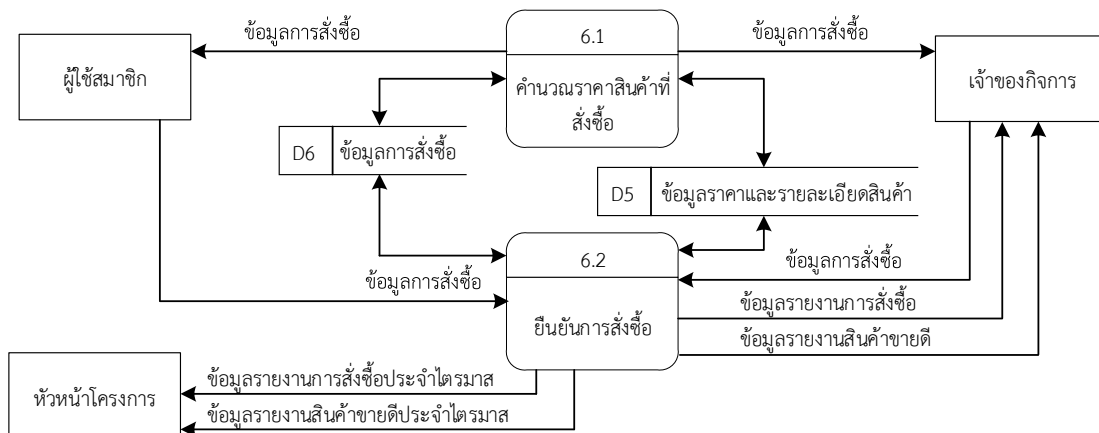 ข้อมูลการสั่งซื้อ
6.1
ข้อมูลการสั่งซื้อ
ผู้ใช้สมาชิก
คำนวณราคาสินค้าที่
สั่งซื้อ
เจ้าของกิจการ
D6 ข้อมูลการสั่งซื้อ
D5 ข้อมูลราคาและรายละเอียดสินค้า
6.2
ข้อมูลการสั่งซื้อ
ข้อมูลการสั่งซื้อ
ข้อมูลรายงานการสั่งซื้อ
ยืนยันการสั่งซื้อ
ข้อมูลรายงานสินค้าขายดี
ข้อมูลรายงานการสั่งซื้อประจำไตรมาส
หัวหน้าโครงการ
ข้อมูลรายงานสินค้าขายดีประจำไตรมาส